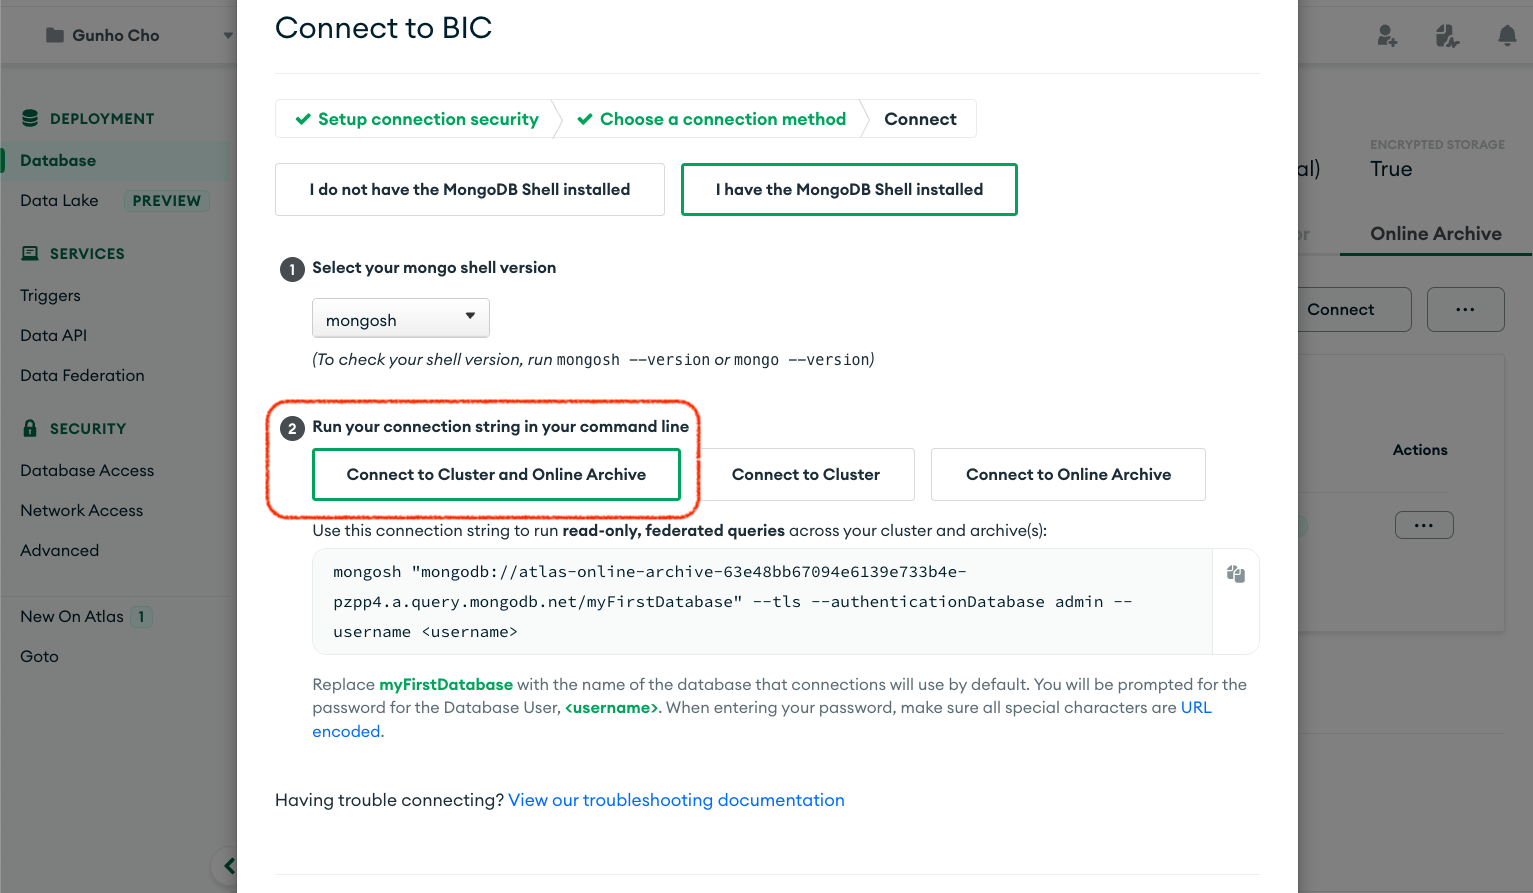 Connect to BIC
Gunho Cho
DEPLOYMENT
Database
Data Lake PREVIEW
SERVICES
Triggers
Data API
Data Federation
SECURITY
Database Access
Network Access
Advanced
New On Atlas 1
Goto
Setup connection security
Choose a connection method
Connect
I do not have the MongoDB Shell installed
I have the MongoDB Shell installed
1 Select your mongo shell version
mongosh
(To check your shell version, run mongosh --version or mongo --version)
2 Run your connection string in your command line
Connect to Cluster and Online Archive
Connect to Cluster
Connect to Online Archive
Use this connection string to run read-only, federated queries across your cluster and archive(s):
mongosh "mongodb://atlas-online-archive-63e48bb67094e6139e733b4e-
pzpp4.a.query.mongodb.net/myFirstDatabase" --tls --authenticationDatabase admin --
username <username>
Replace myFirstDatabase with the name of the database that connections will use by default. You will be prompted for the
password for the Database User, <username>. When entering your password, make sure all special characters are URL
encoded.
Having trouble connecting? View our troubleshooting documentation
ENCRYPTED STORAGE
True
Online Archive
Connect
...
Actions
...